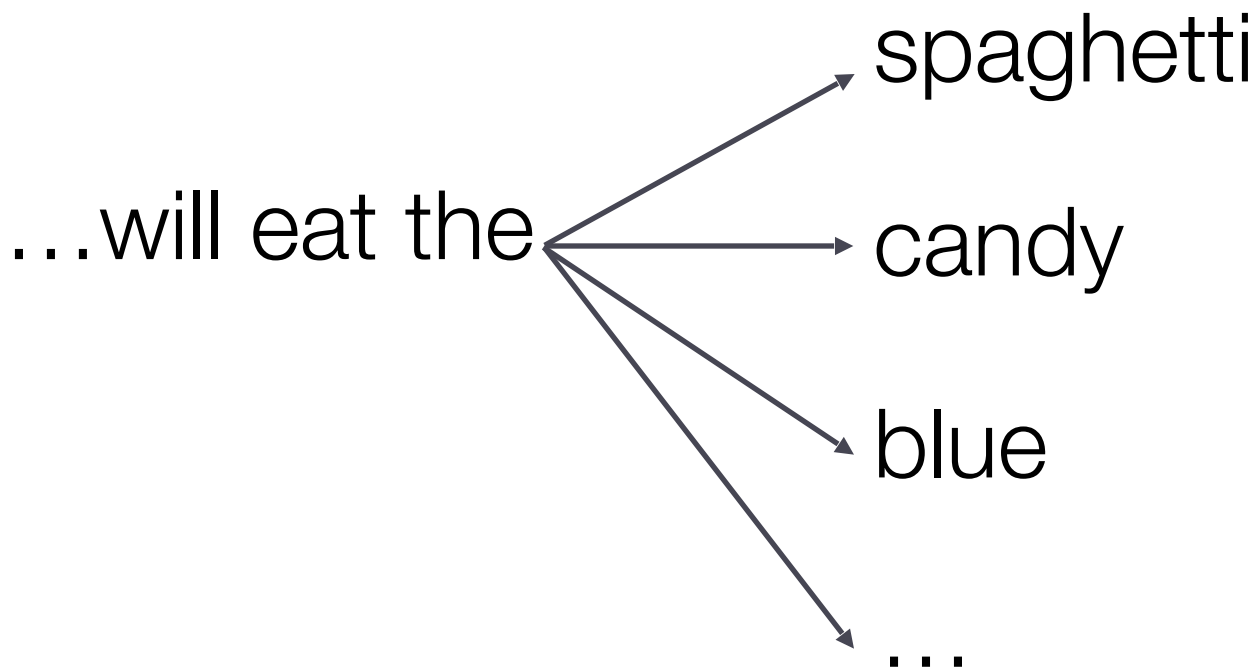 spaghetti
…will eat the
candy
blue
…